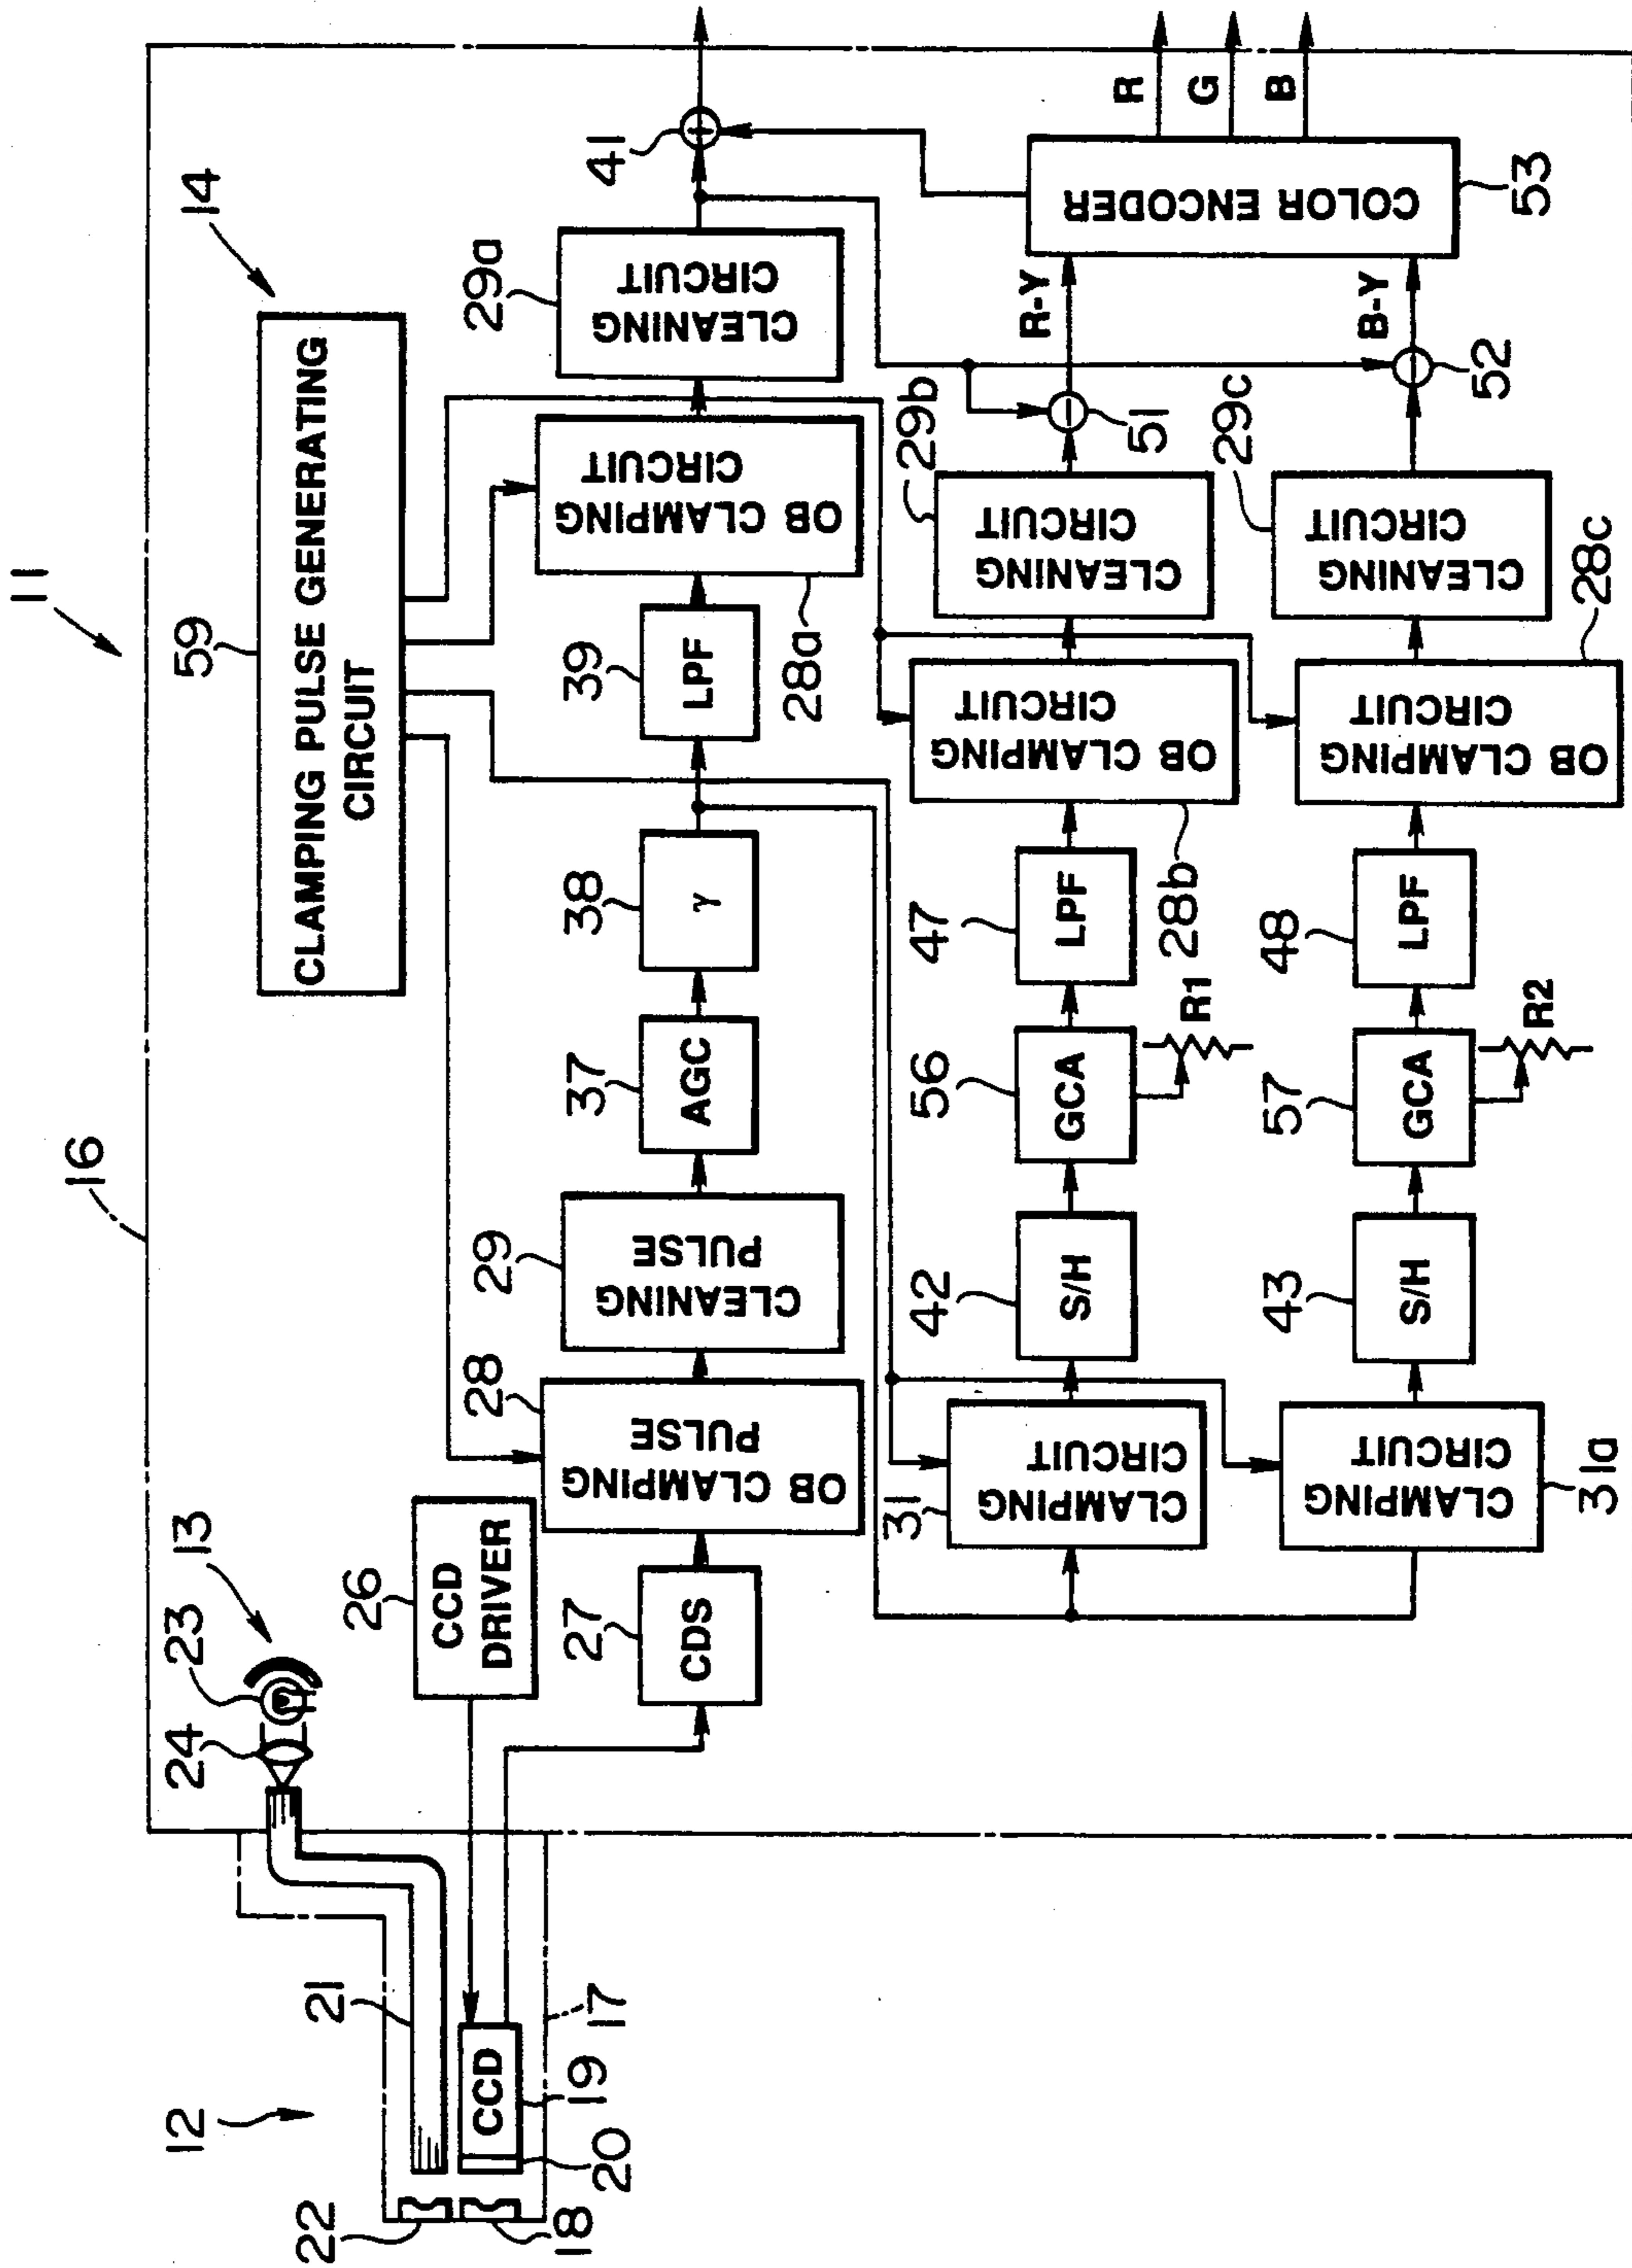 11
16
14
59
CLAMPING PULSE GENERATING
CIRCUIT
13
23
24
12
22
21
CCD
19
20
18
17
26
CCD
DRIVER
27
CDS
28
OB CLAMPING
PULSE
29
CLEANING
PULSE
37
AGC
38
γ
39
LPF
28a
OB CLAMPING
CIRCUIT
29a
CLEANING
CIRCUIT
41
31
CLAMPING
CIRCUIT
42
S/H
56
GCA
R1
47
LPF
28b
OB CLAMPING
CIRCUIT
29b
CLEANING
CIRCUIT
51
R-Y
31a
CLAMPING
CIRCUIT
43
S/H
57
GCA
R2
48
LPF
28c
OB CLAMPING
CIRCUIT
29c
CLEANING
CIRCUIT
52
B-Y
COLOR ENCODER
53
R
G
B